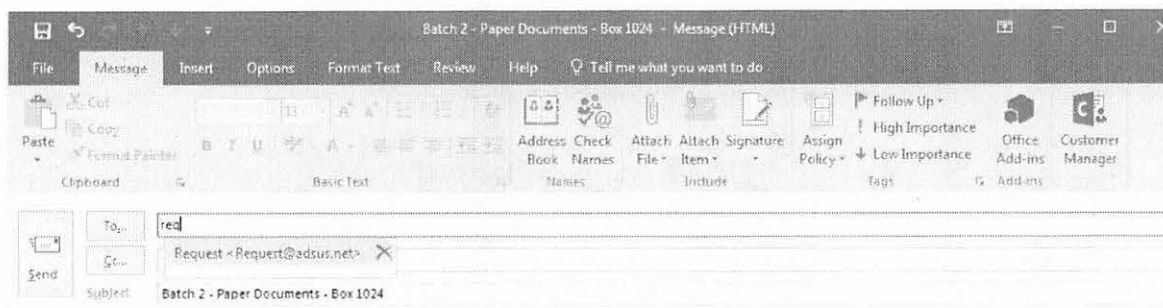 Batch 2 - Paper Documents - Box 1024 - Message (HTML)
File Message Insert Options Format Text Review Help Tell me what you want to do
Cut
Copy
Format Painter
Paste
Clipboard
11 A A
B I U A
Basic Text
Address Book
Check Names
Names
Attach File
Attach Item
Signature
Include
Assign Policy
Follow Up
High Importance
Low Importance
Tags
Office Add-ins
Add-ins
Customer Manager
Send
To...
req
Request <Request@adsus.net>
Cc...
Subject
Batch 2 - Paper Documents - Box 1024